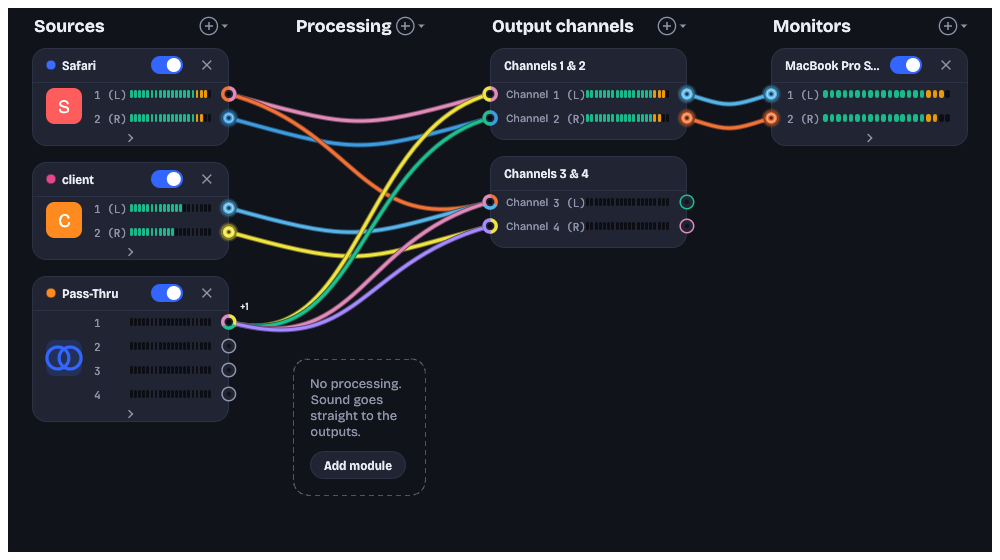 Sources
Processing
Output channels
Monitors
Safari
S
1 (L)
2 (R)
client
C
1 (L)
2 (R)
Pass-Thru
+1
1
2
3
4
No processing.
Sound goes
straight to the
outputs.
Add module
Channels 1 & 2
Channel 1 (L)
Channel 2 (R)
Channels 3 & 4
Channel 3 (L)
Channel 4 (R)
MacBook Pro S...
1 (L)
2 (R)